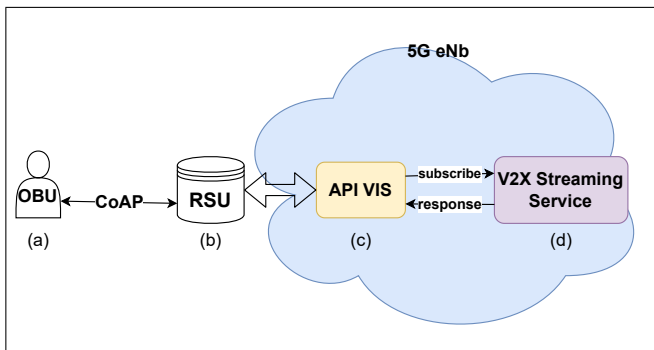 5G eNb
OBU
CoAP
RSU
API VIS
subscribe
response
V2X Streaming
Service
(a)
(b)
(c)
(d)